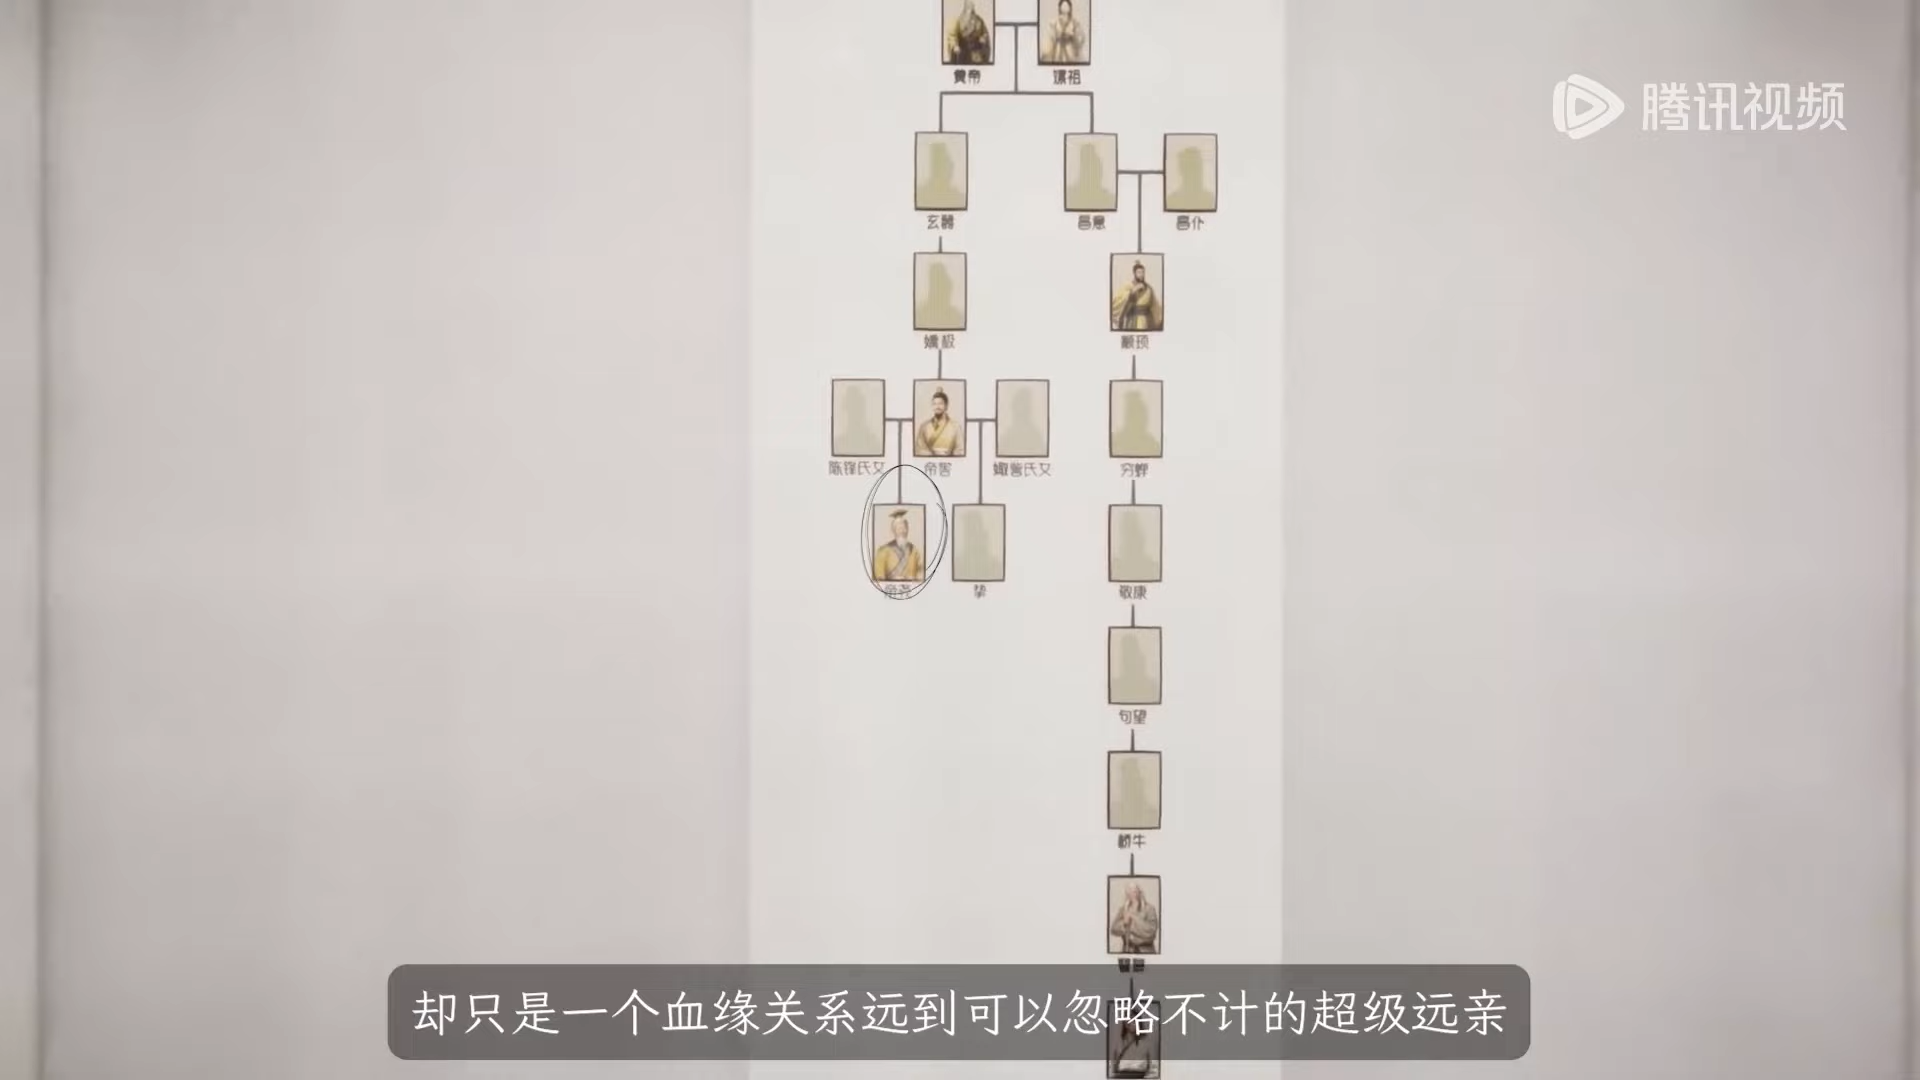 腾讯视频
黄帝
嫘祖
玄嚣
昌意
昌仆
蟜极
颛顼
陈锋氏女
帝喾
娵訾氏女
穷蝉
帝尧
挚
敬康
句望
桥牛
瞽叟
却只是一个血缘关系远到可以忽略不计的超级远亲